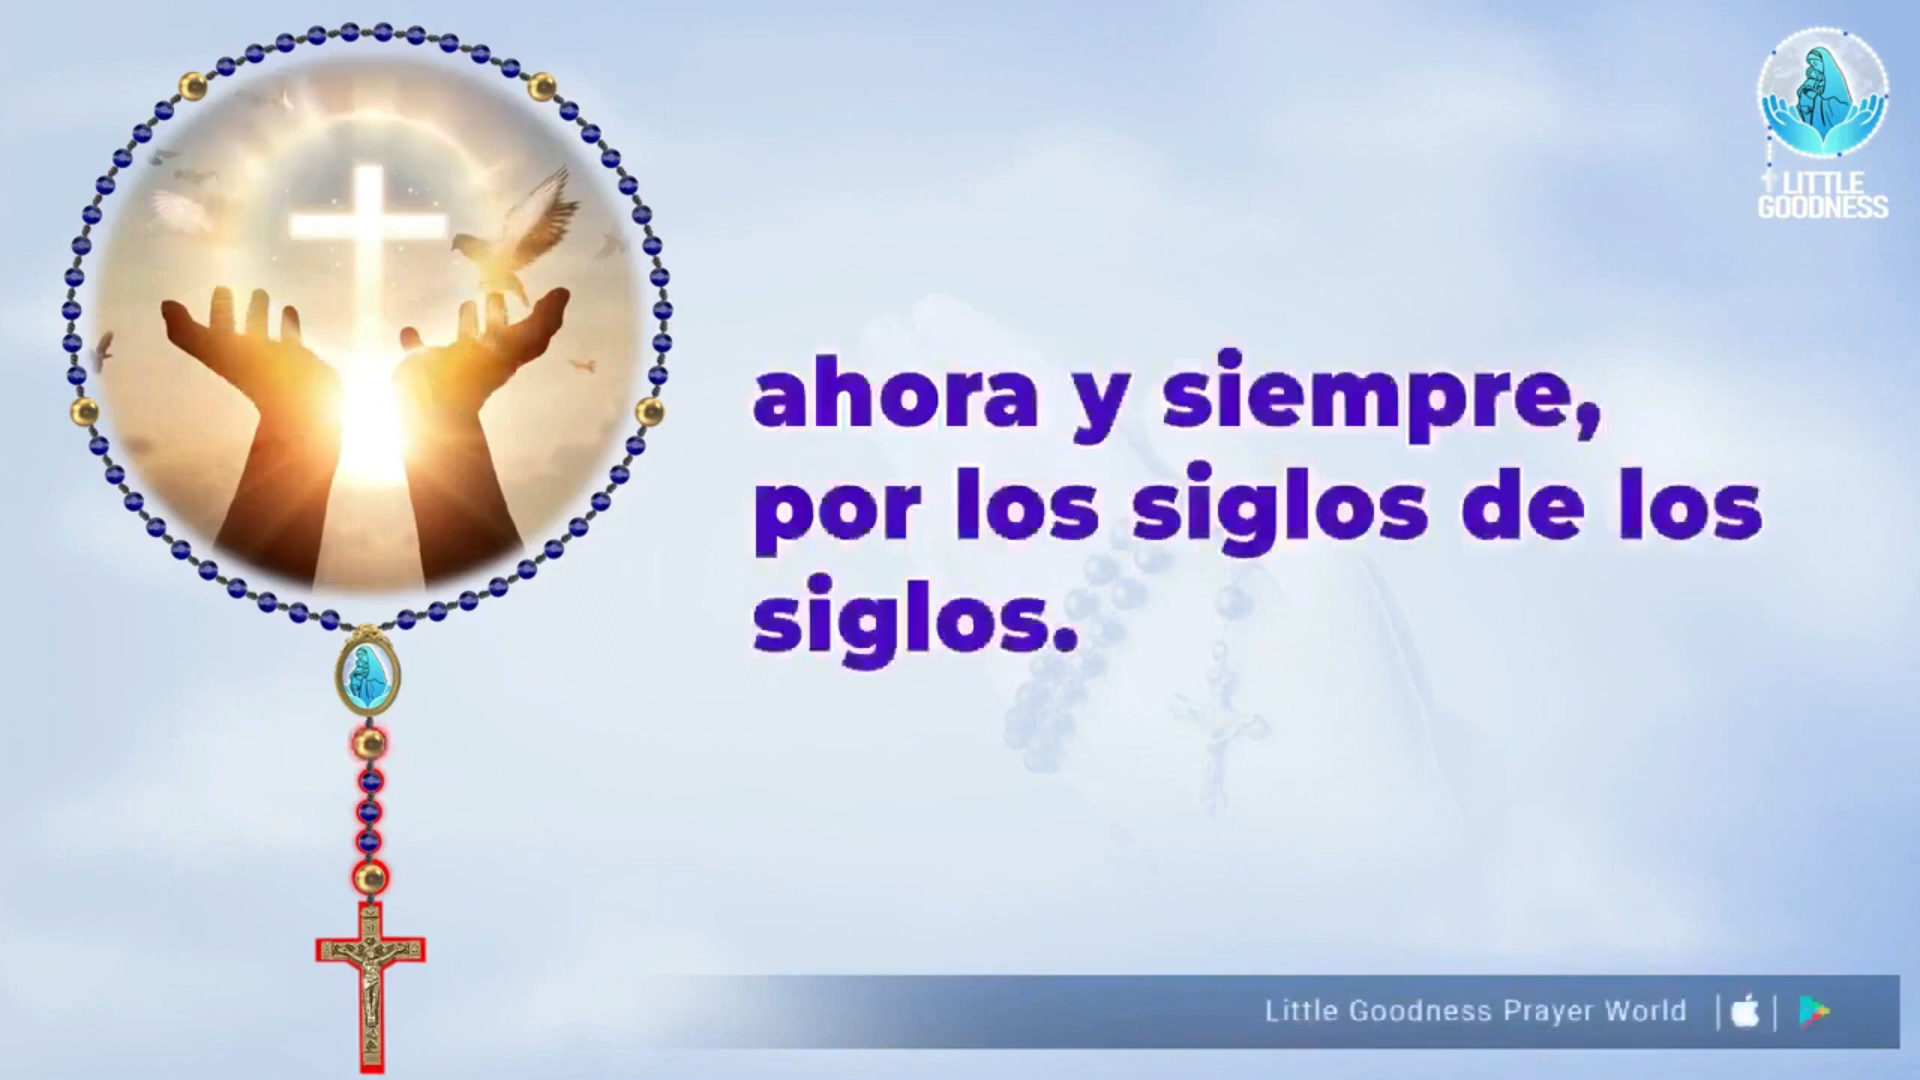 LITTLE
GOODNESS
ahora y siempre,
por los siglos de los
siglos.
Little Goodness Prayer World